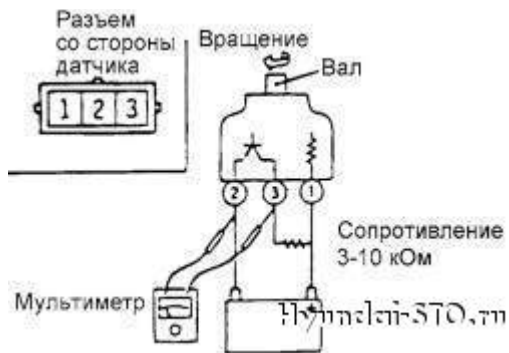 Разъем
со стороны
датчика
1 2 3
Вращение
Вал
2 3 1
Сопротивление
3-10 кОм
Мультиметр
Hyundai-STO.ru